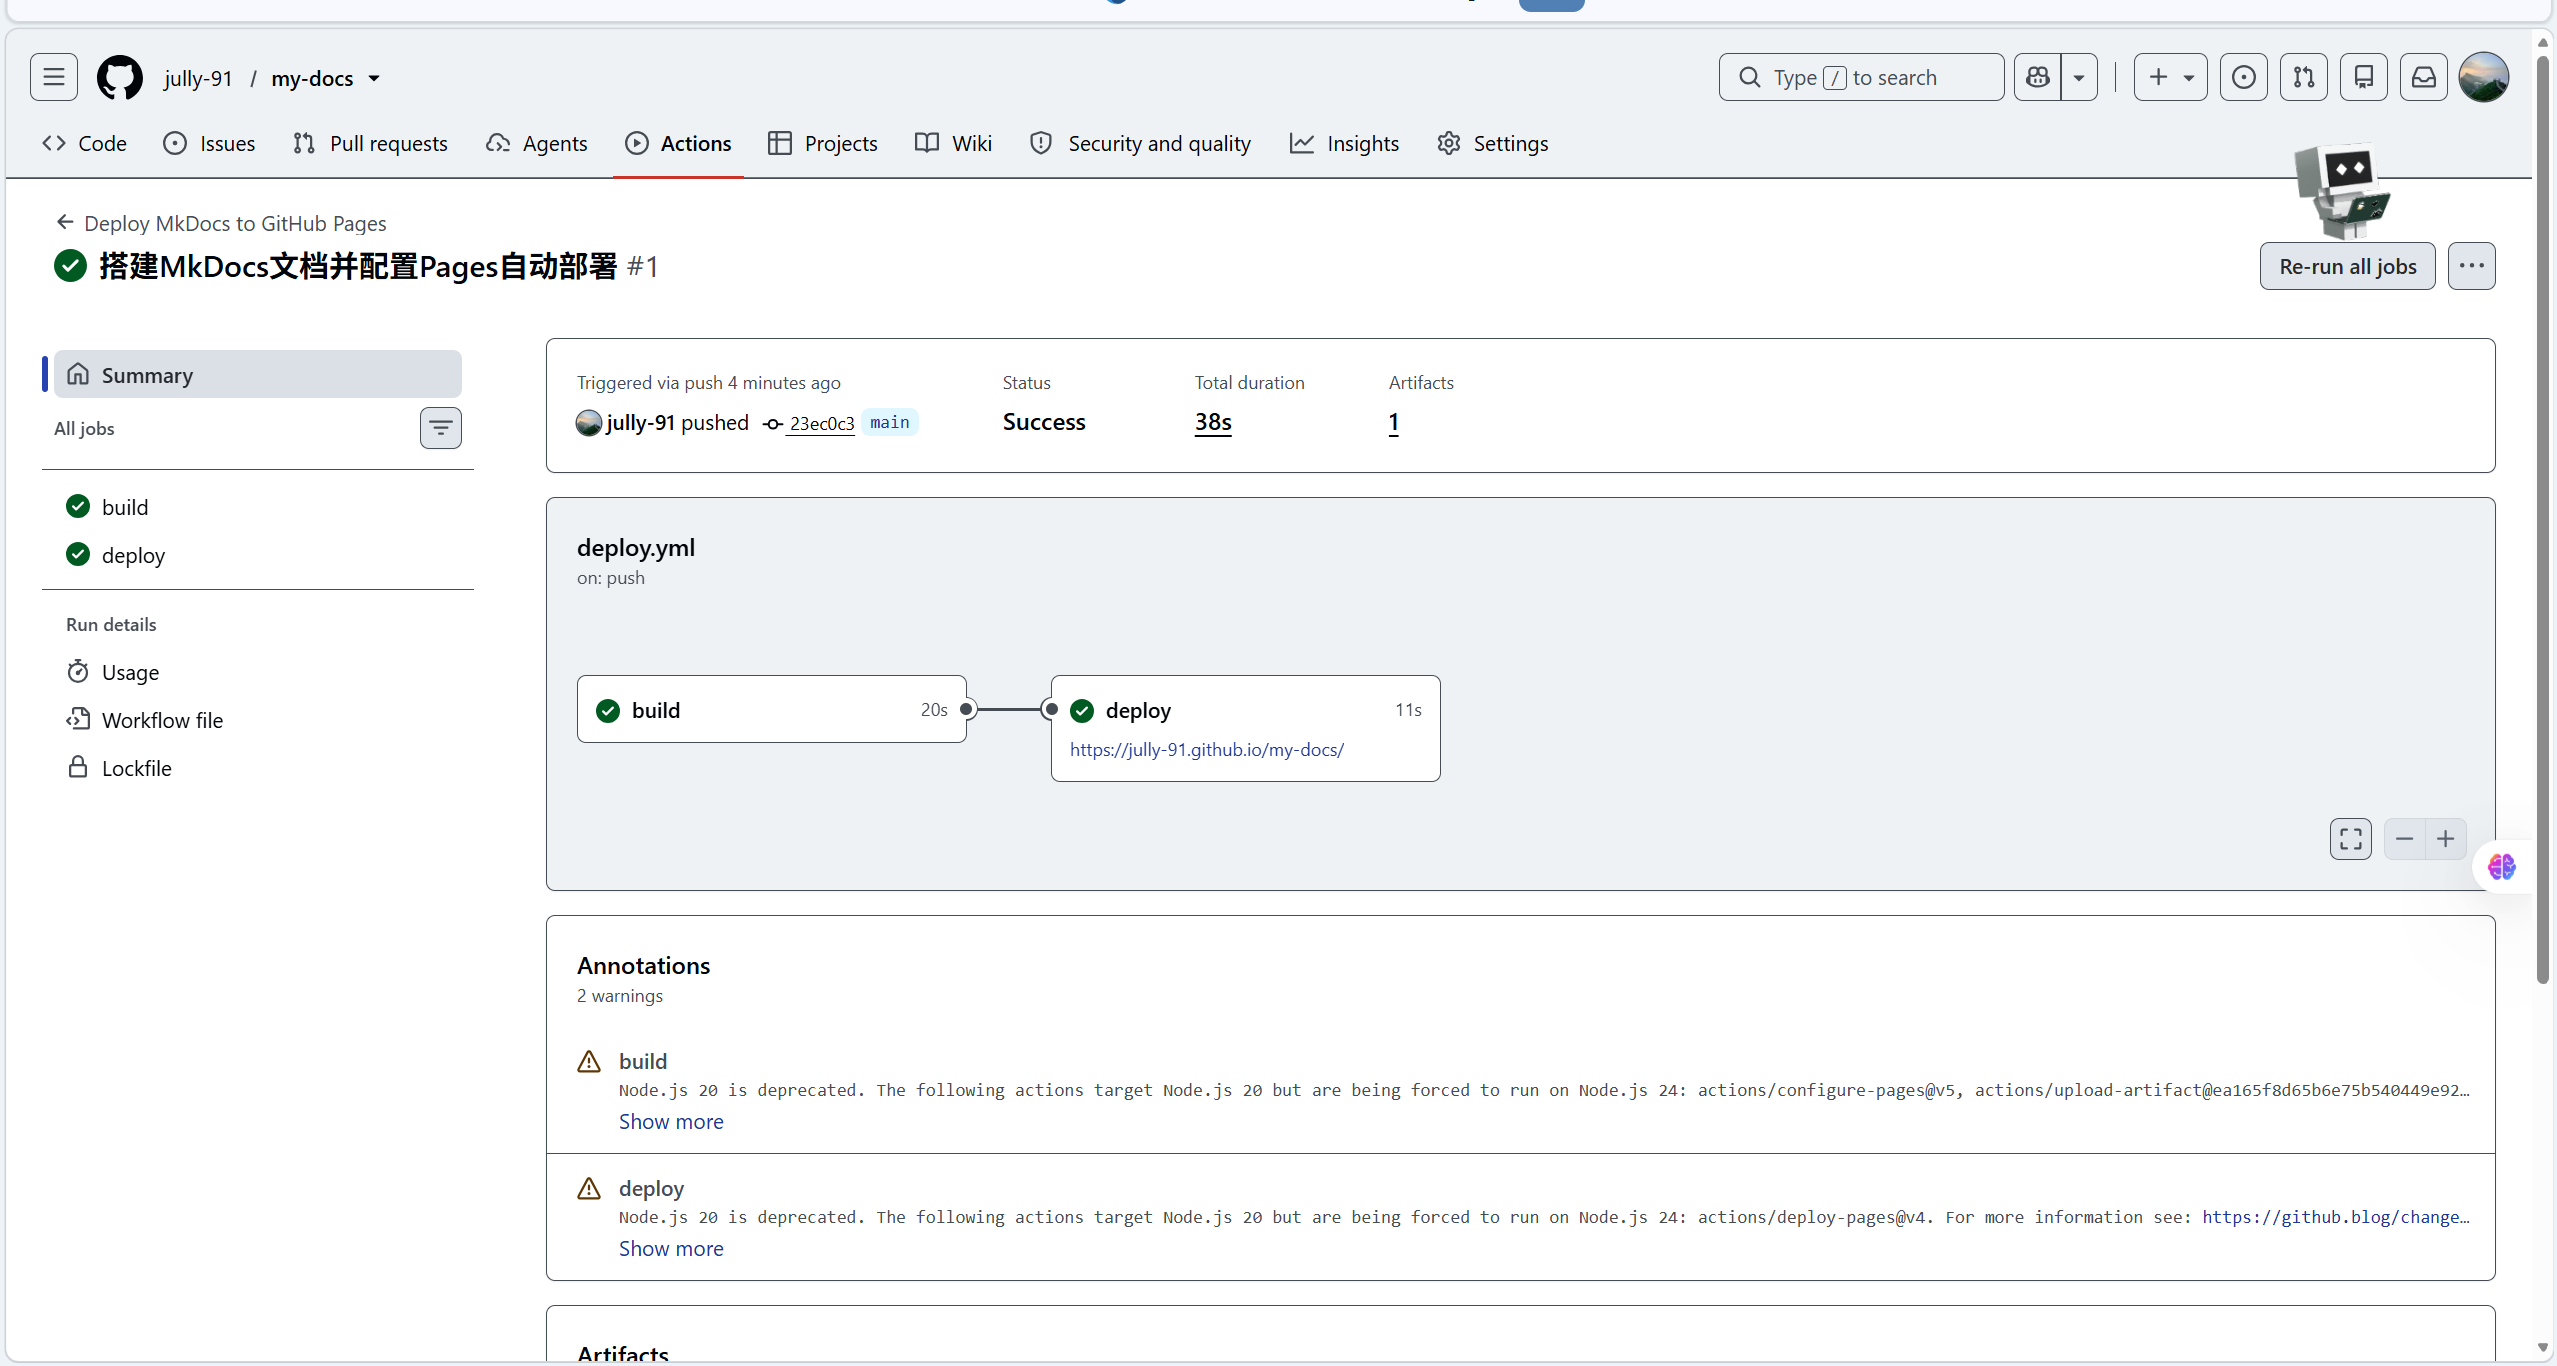 jully-91 / my-docs
Type / to search
Code Issues Pull requests Agents Actions Projects Wiki Security and quality Insights Settings
Deploy MkDocs to GitHub Pages
搭建MkDocs文档并配置Pages自动部署 #1
Re-run all jobs
Summary
All jobs
build
deploy
Run details
Usage
Workflow file
Lockfile
Triggered via push 4 minutes ago
jully-91 pushed 23ec0c3 main
Status
Success
Total duration
38s
Artifacts
1
deploy.yml
on: push
build 20s
deploy 11s
https://jully-91.github.io/my-docs/
Annotations
2 warnings
build
Node.js 20 is deprecated. The following actions target Node.js 20 but are being forced to run on Node.js 24: actions/configure-pages@v5, actions/upload-artifact@ea165f8d65b6e75b540449e92…
Show more
deploy
Node.js 20 is deprecated. The following actions target Node.js 20 but are being forced to run on Node.js 24: actions/deploy-pages@v4. For more information see: https://github.blog/change…
Show more
Artifacts